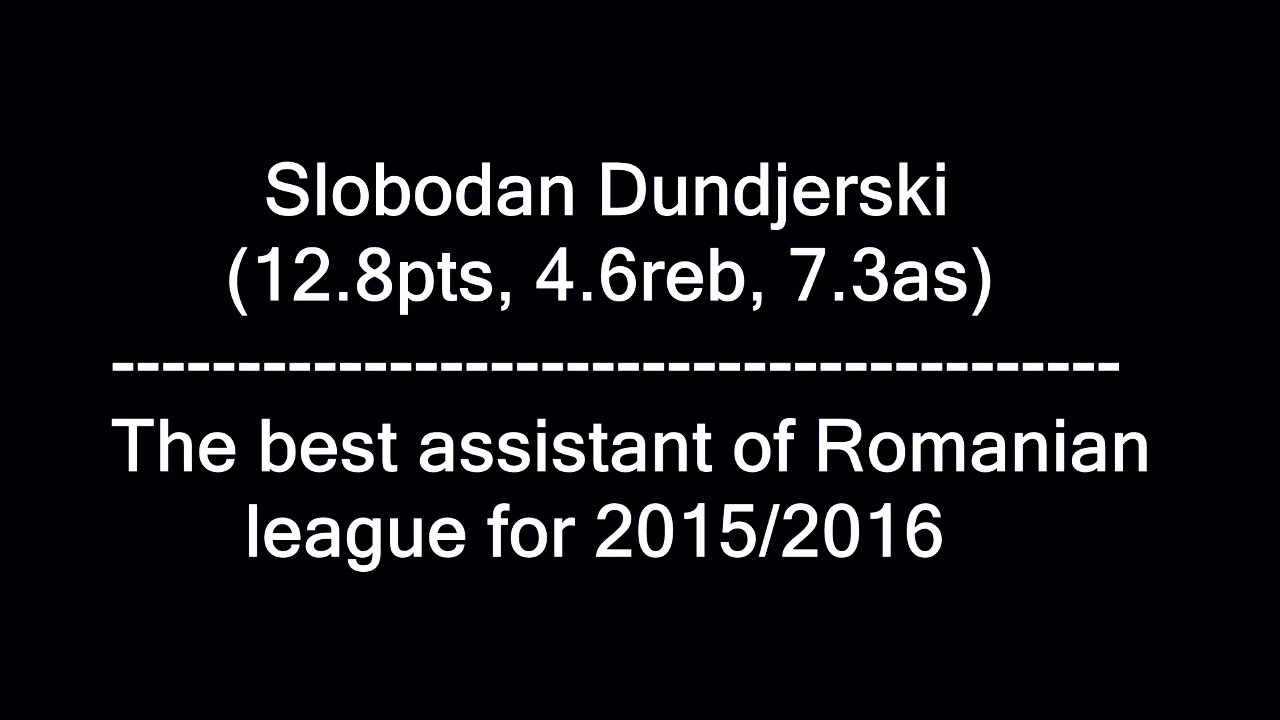 Slobodan Dundjerski
(12.8pts, 4.6reb, 7.3as)
----------------------------------------
The best assistant of Romanian
league for 2015/2016